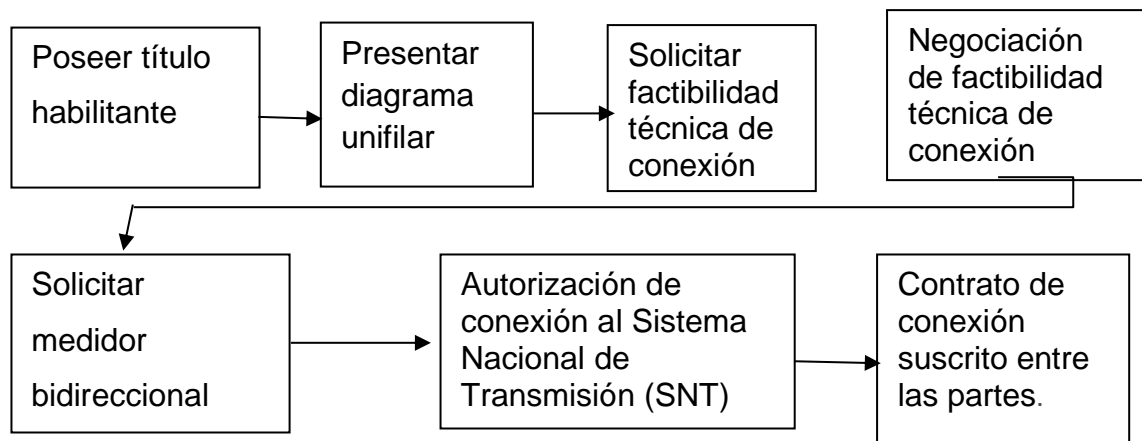 Poseer título
habilitante
Presentar
diagrama
unifilar
Solicitar
factibilidad
técnica de
conexión
Negociación
de factibilidad
técnica de
conexión
Solicitar
medidor
bidireccional
Autorización de
conexión al Sistema
Nacional de
Transmisión (SNT)
Contrato de
conexión
suscrito entre
las partes.